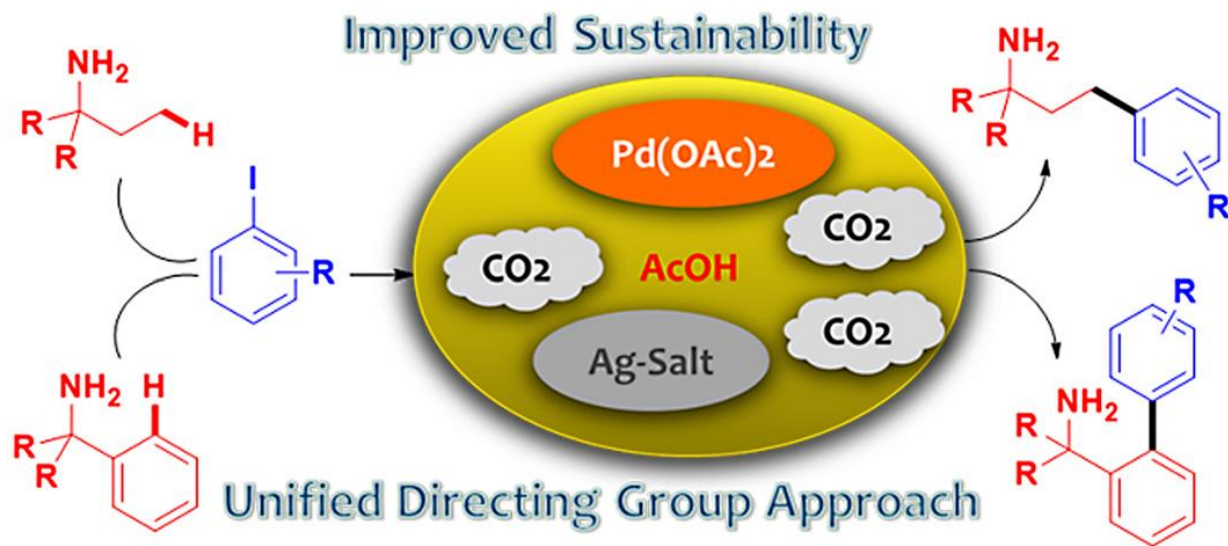 Improved Sustainability
NH2
R
R
H
I
R
NH2
H
R
R
Pd(OAc)2
CO2
CO2
AcOH
CO2
Ag-Salt
NH2
R
R
R
R
NH2
R
R
Unified Directing Group Approach